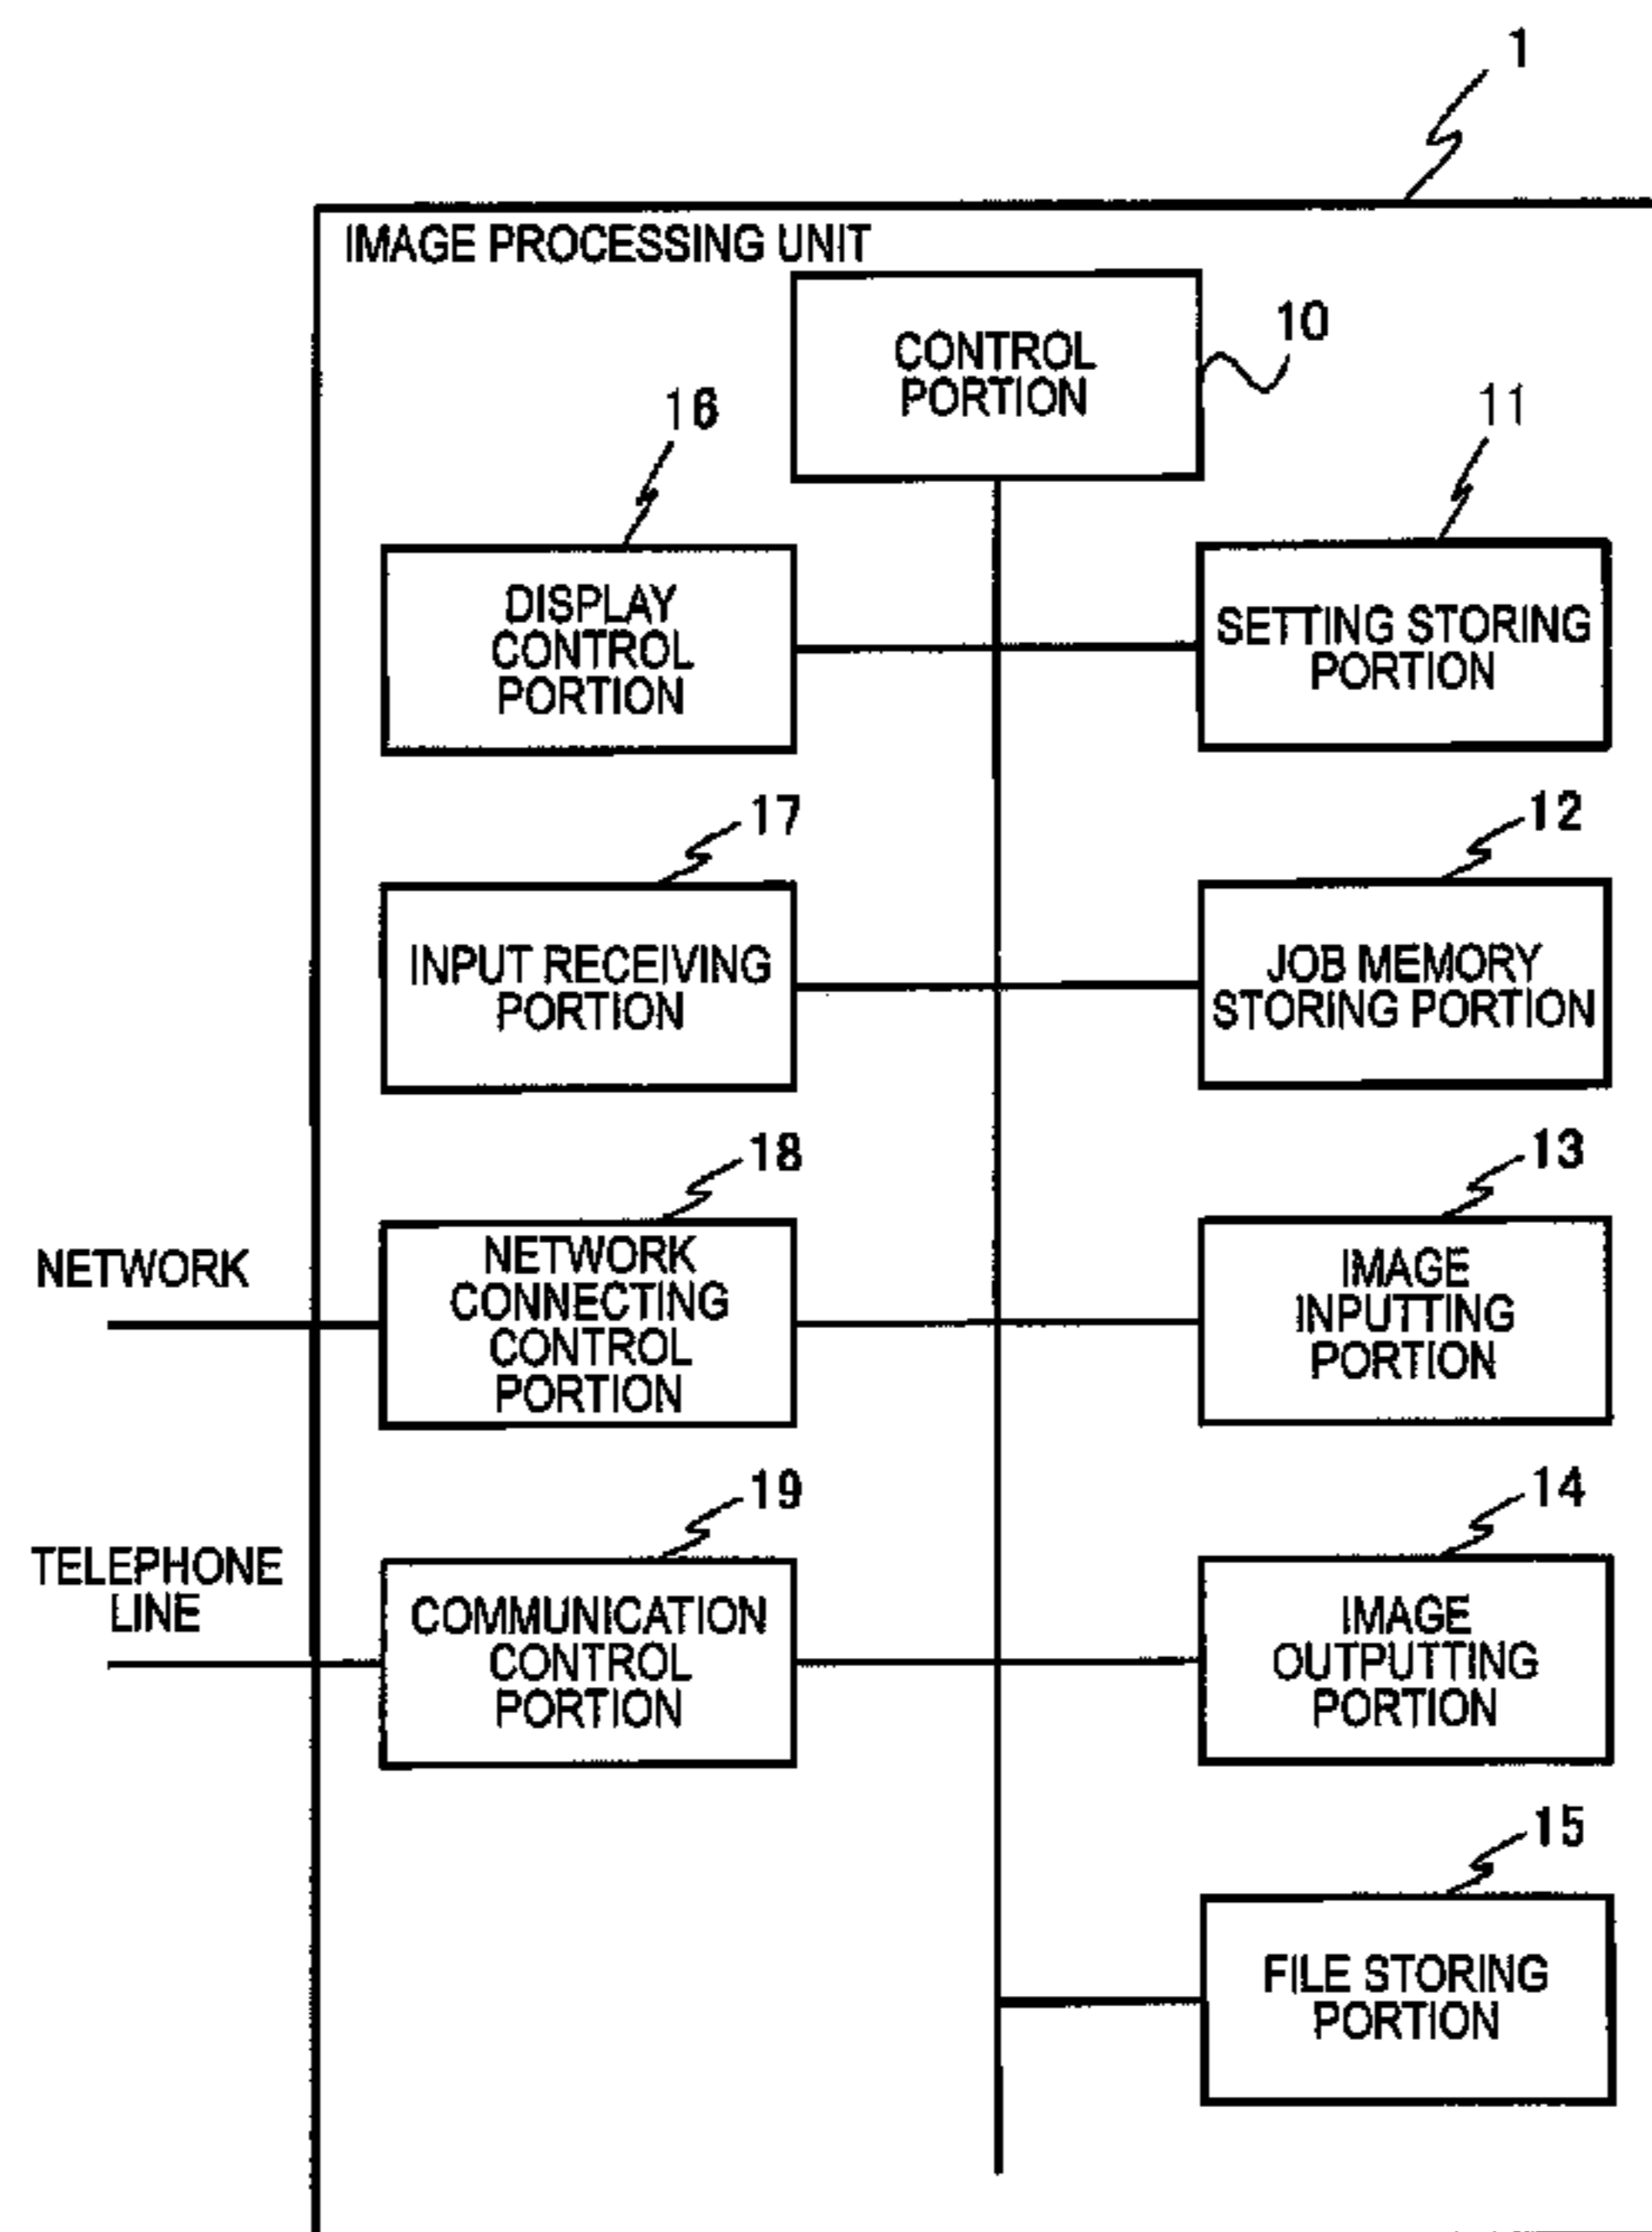 1
IMAGE PROCESSING UNIT
CONTROL
PORTION
10
16
11
DISPLAY
CONTROL
PORTION
SETTING STORING
PORTION
17
12
INPUT RECEIVING
PORTION
JOB MEMORY
STORING PORTION
18
13
NETWORK
NETWORK
CONNECTING
CONTROL
PORTION
IMAGE
INPUTTING
PORTION
19
14
TELEPHONE
LINE
COMMUNICATION
CONTROL
PORTION
IMAGE
OUTPUTTING
PORTION
15
FILE STORING
PORTION